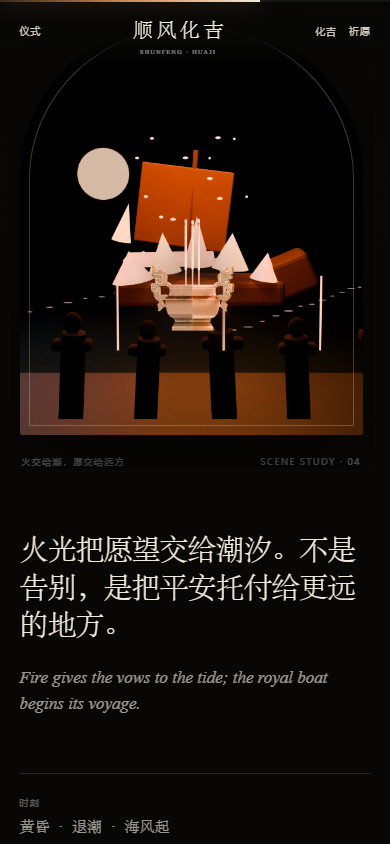 仪式
顺风化吉
化吉 祈愿
SHUNFENG · HUAJI
火交给潮，愿交给远方
SCENE STUDY · 04
火光把愿望交给潮汐。不是
告别，是把平安托付给更远
的地方。
Fire gives the vows to the tide; the royal boat
begins its voyage.
时刻
黄昏 · 退潮 · 海风起